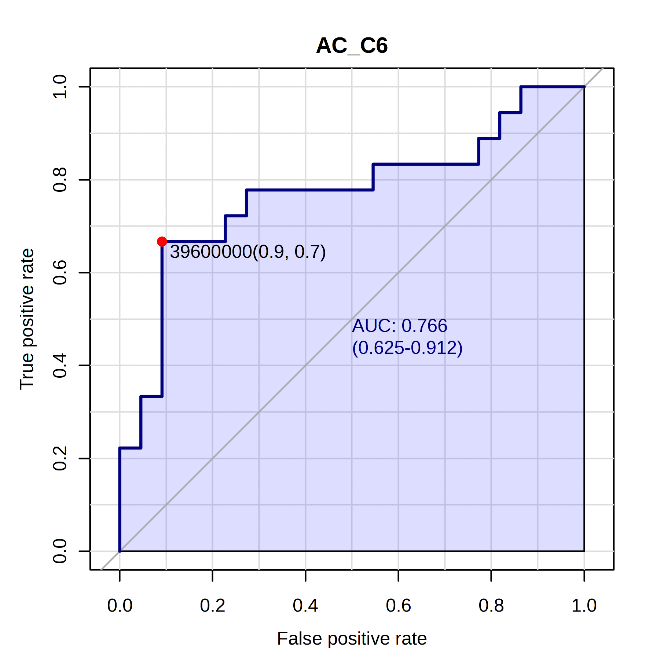 AC_C6
True positive rate
1.0
0.8
0.6
0.4
0.2
0.0
39600000(0.9, 0.7)
AUC: 0.766
(0.625-0.912)
0.0 0.2 0.4 0.6 0.8 1.0
False positive rate